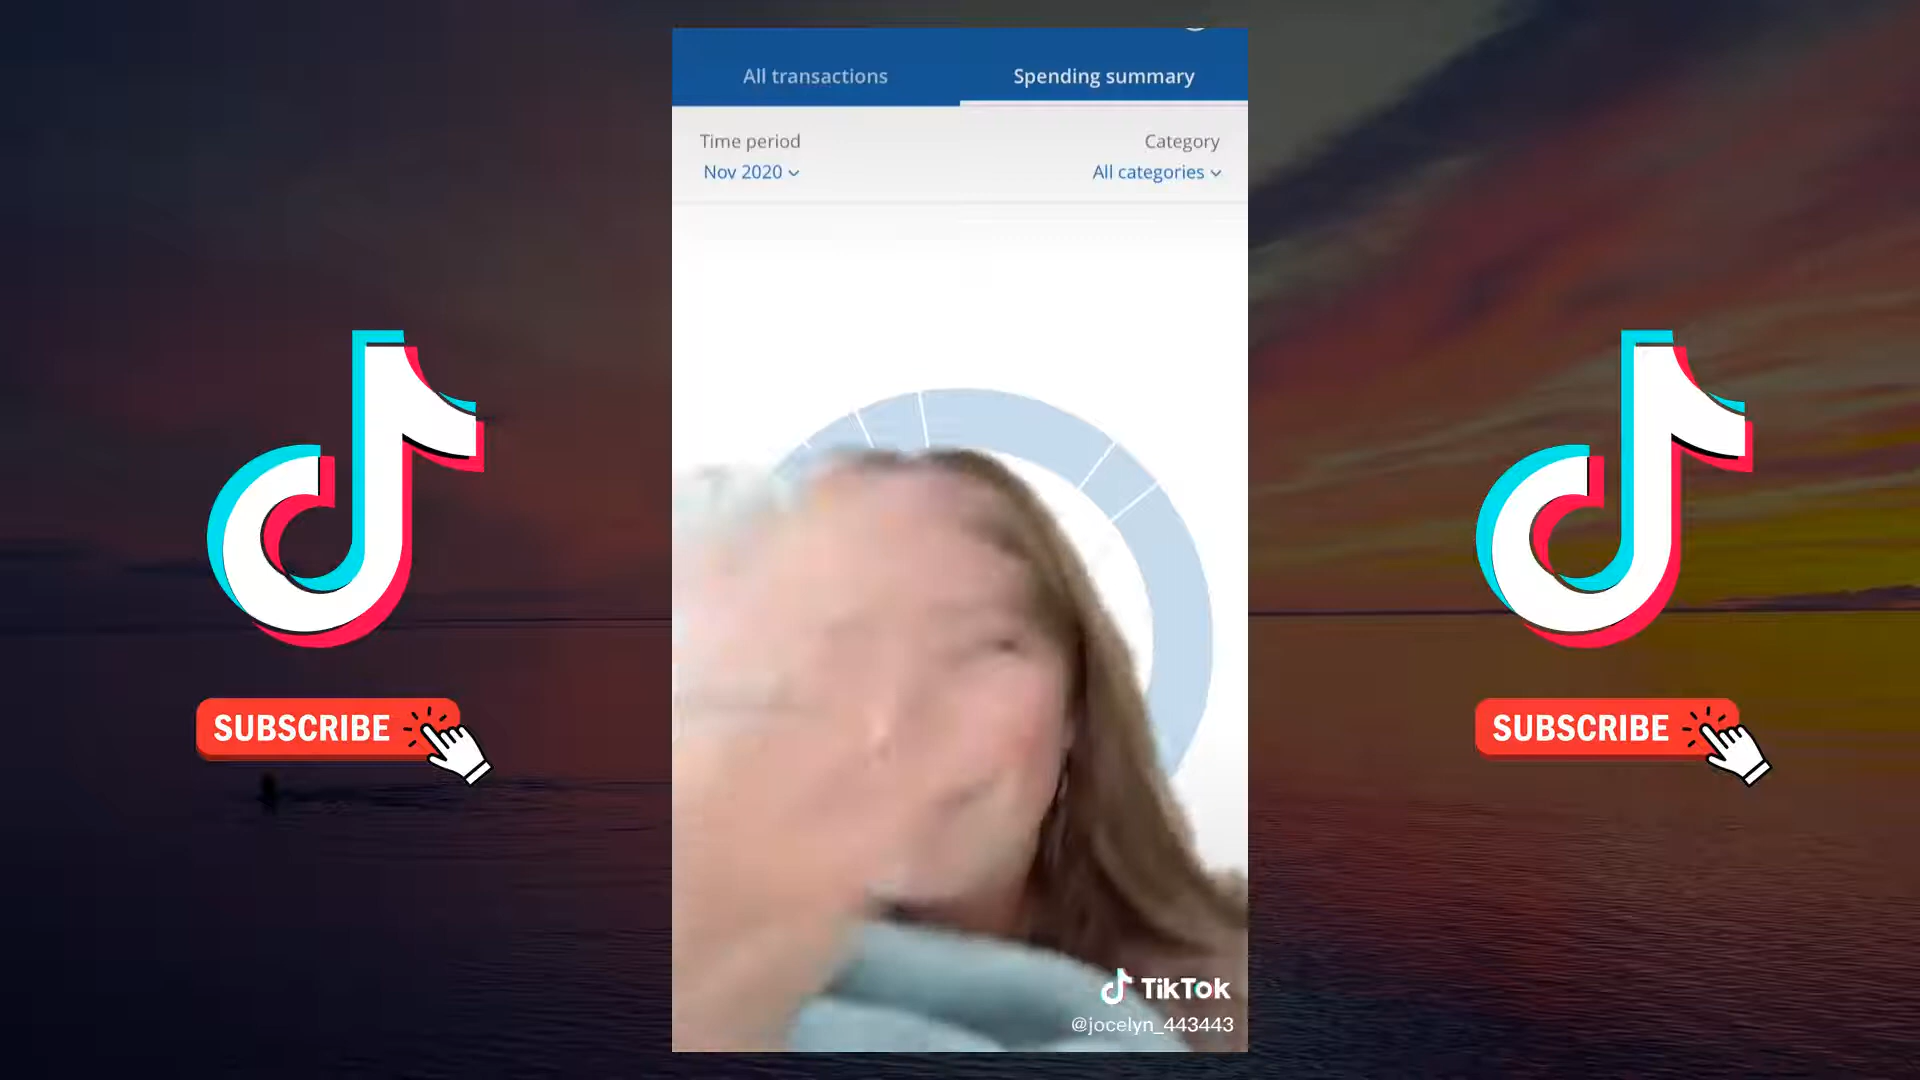 All transactions
Spending summary
Time period
Category
Nov 2020
All categories
SUBSCRIBE
SUBSCRIBE
TikTok
@jocelyn_443443